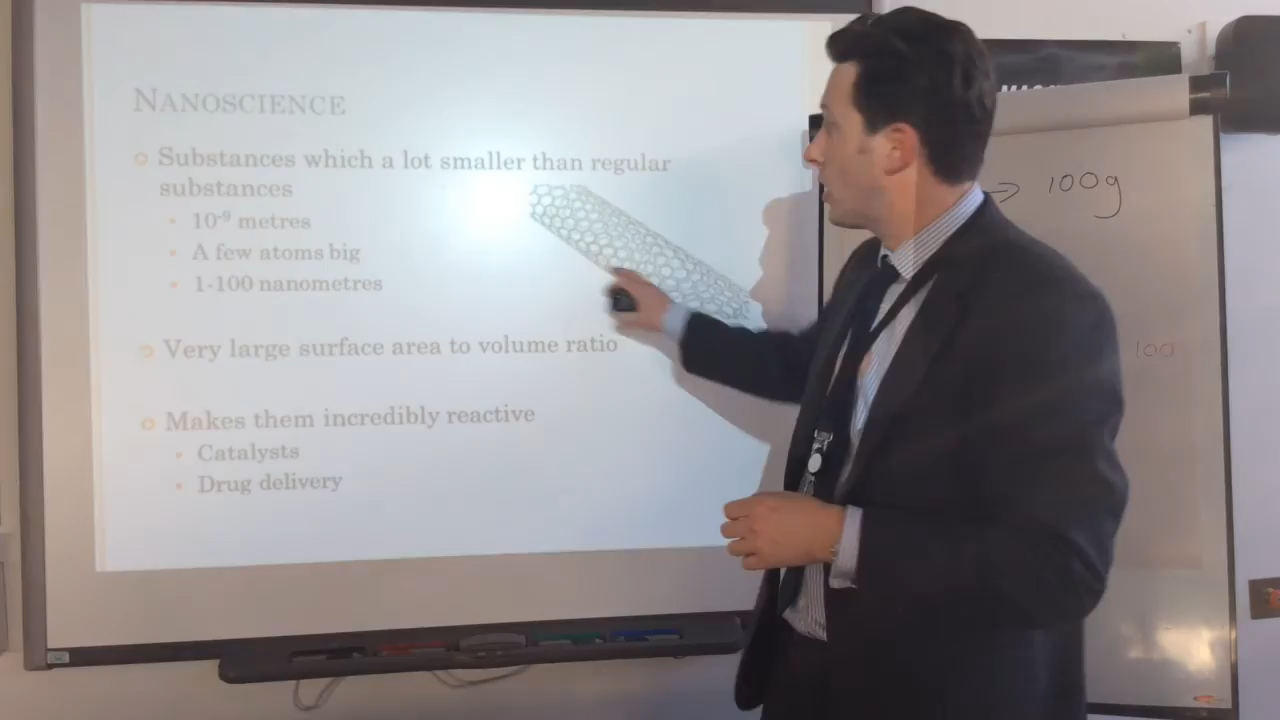 NANOSCIENCE
Substances which a lot smaller than regular
substances
10-9 metres
A few atoms big
1-100 nanometres
Very large surface area to volume ratio
Makes them incredibly reactive
Catalysts
Drug delivery
→ 100g
100